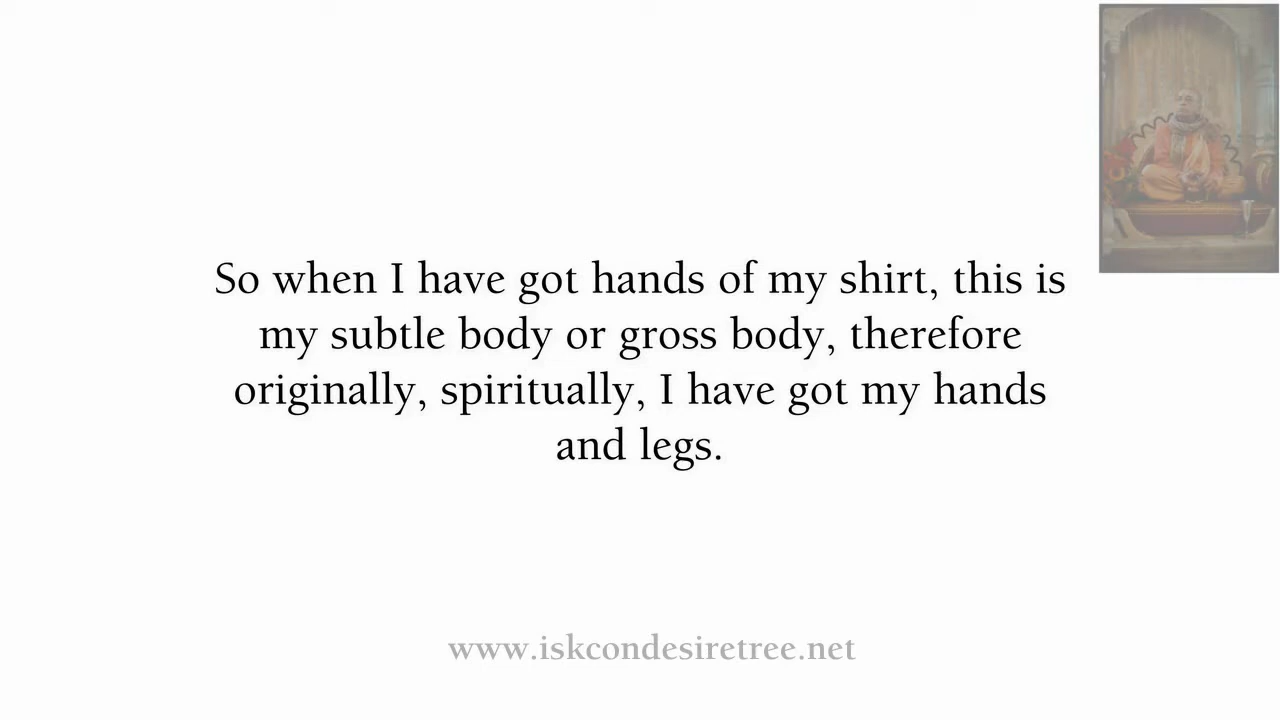 So when I have got hands of my shirt, this is
my subtle body or gross body, therefore
originally, spiritually, I have got my hands
and legs.
www.iskcondesiretree.net